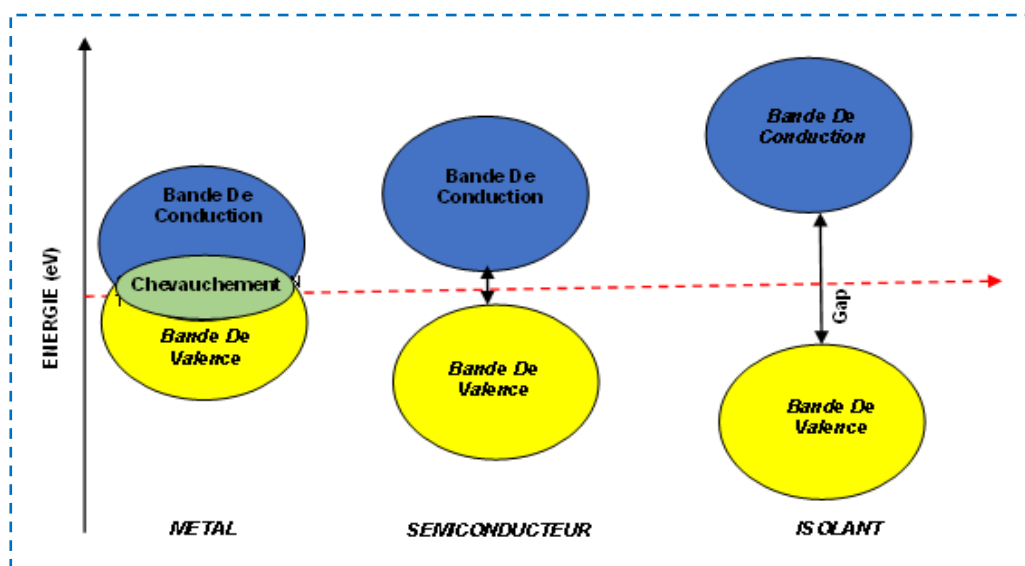 ENERGIE (eV)
Bande De
Conduction
Chevauchement
Bande De
Valence
METAL
Bande De
Conduction
Bande De
Valence
SEMICONDUCTEUR
Bande De
Conduction
Gap
Bande De
Valence
ISOLANT